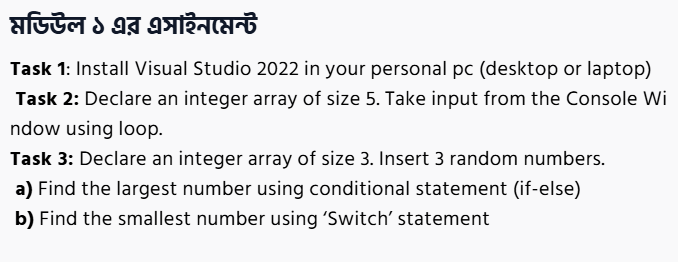 মডিউল ১ এর এসাইনমেন্ট
Task 1: Install Visual Studio 2022 in your personal pc (desktop or laptop)
Task 2: Declare an integer array of size 5. Take input from the Console Wi
ndow using loop.
Task 3: Declare an integer array of size 3. Insert 3 random numbers.
a) Find the largest number using conditional statement (if-else)
b) Find the smallest number using ‘Switch’ statement